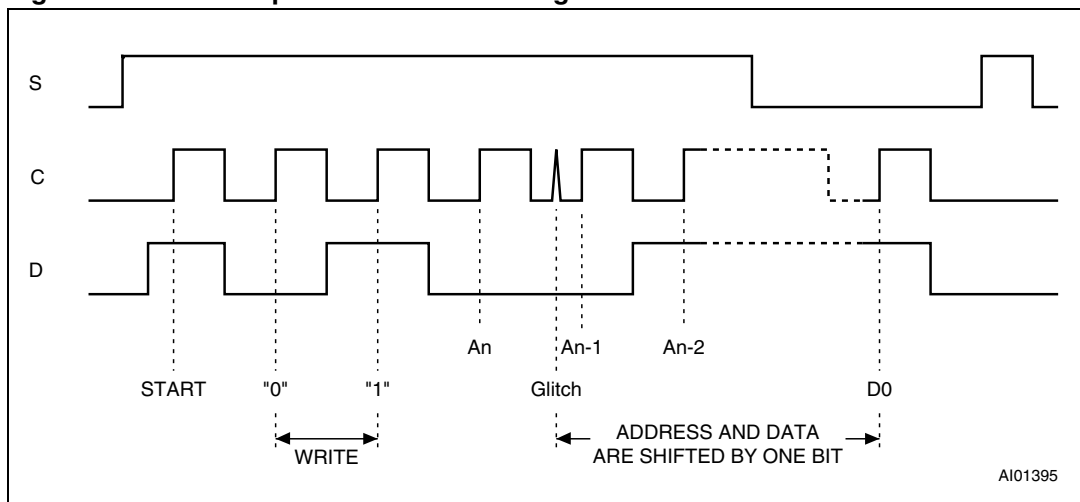 S
C
D
An An-1 An-2
START "0" "1" Glitch D0
WRITE
ADDRESS AND DATA
ARE SHIFTED BY ONE BIT
AI01395